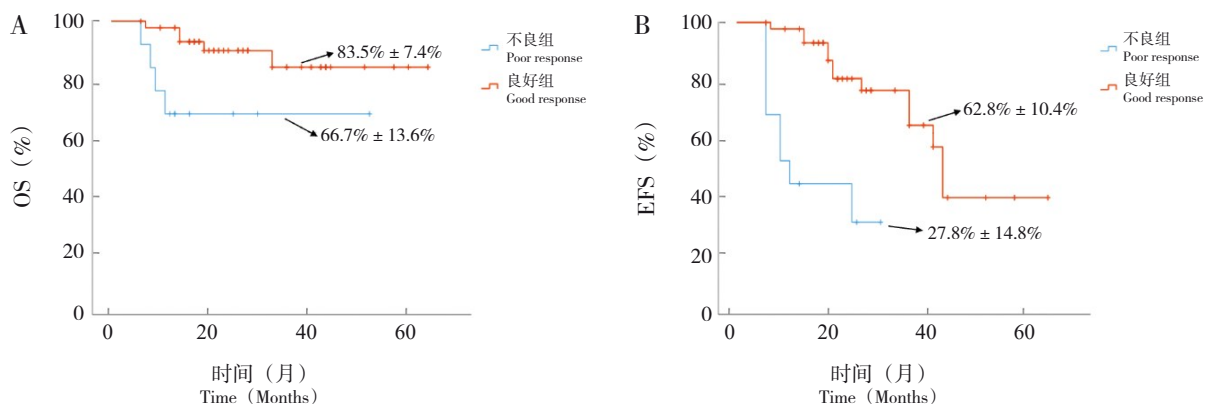 A
OS（%）
100
80
60
40
20
0
0 20 40 60
时间（月）
Time（Months）
83.5% ± 7.4%
66.7% ± 13.6%
不良组
Poor response
良好组
Good response
B
EFS（%）
100
80
60
40
20
0
0 20 40 60
时间（月）
Time（Months）
62.8% ± 10.4%
27.8% ± 14.8%
不良组
Poor response
良好组
Good response